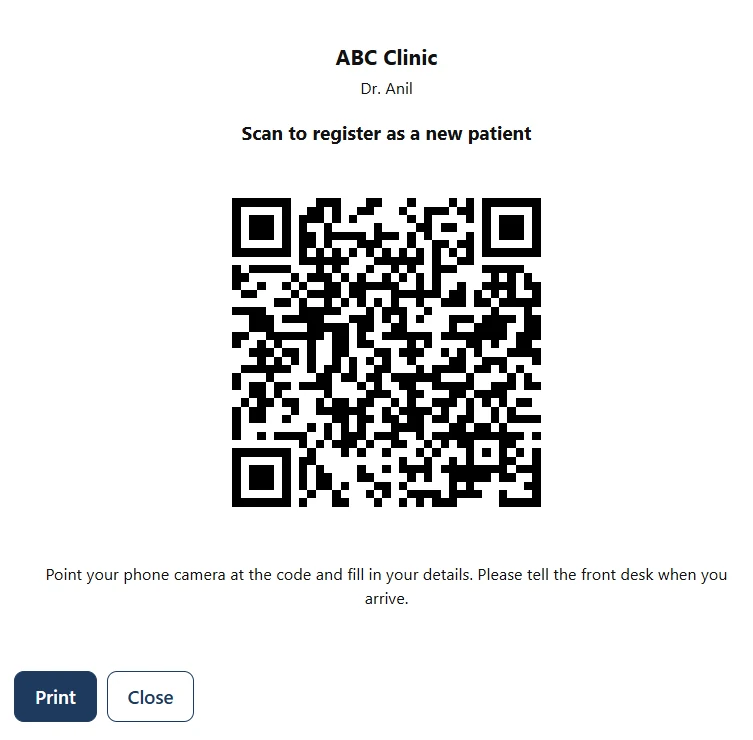 ABC Clinic
Dr. Anil
Scan to register as a new patient
Point your phone camera at the code and fill in your details. Please tell the front desk when you
arrive.
Print
Close